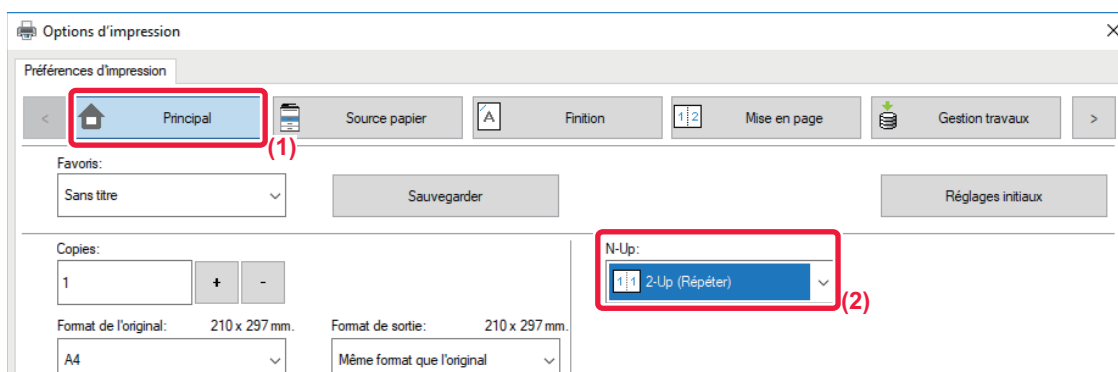 Options d'impression
Préférences d'impression
< Principal Source papier A Finition 1 2 Mise en page Gestion travaux >
(1)
Favoris:
Sans titre Sauvegarder Réglages initiaux
Copies: N-Up:
1 + - 1 1 2-Up (Répéter)
(2)
Format de l'original: 210 x 297 mm. Format de sortie: 210 x 297 mm.
A4 Même format que l'original